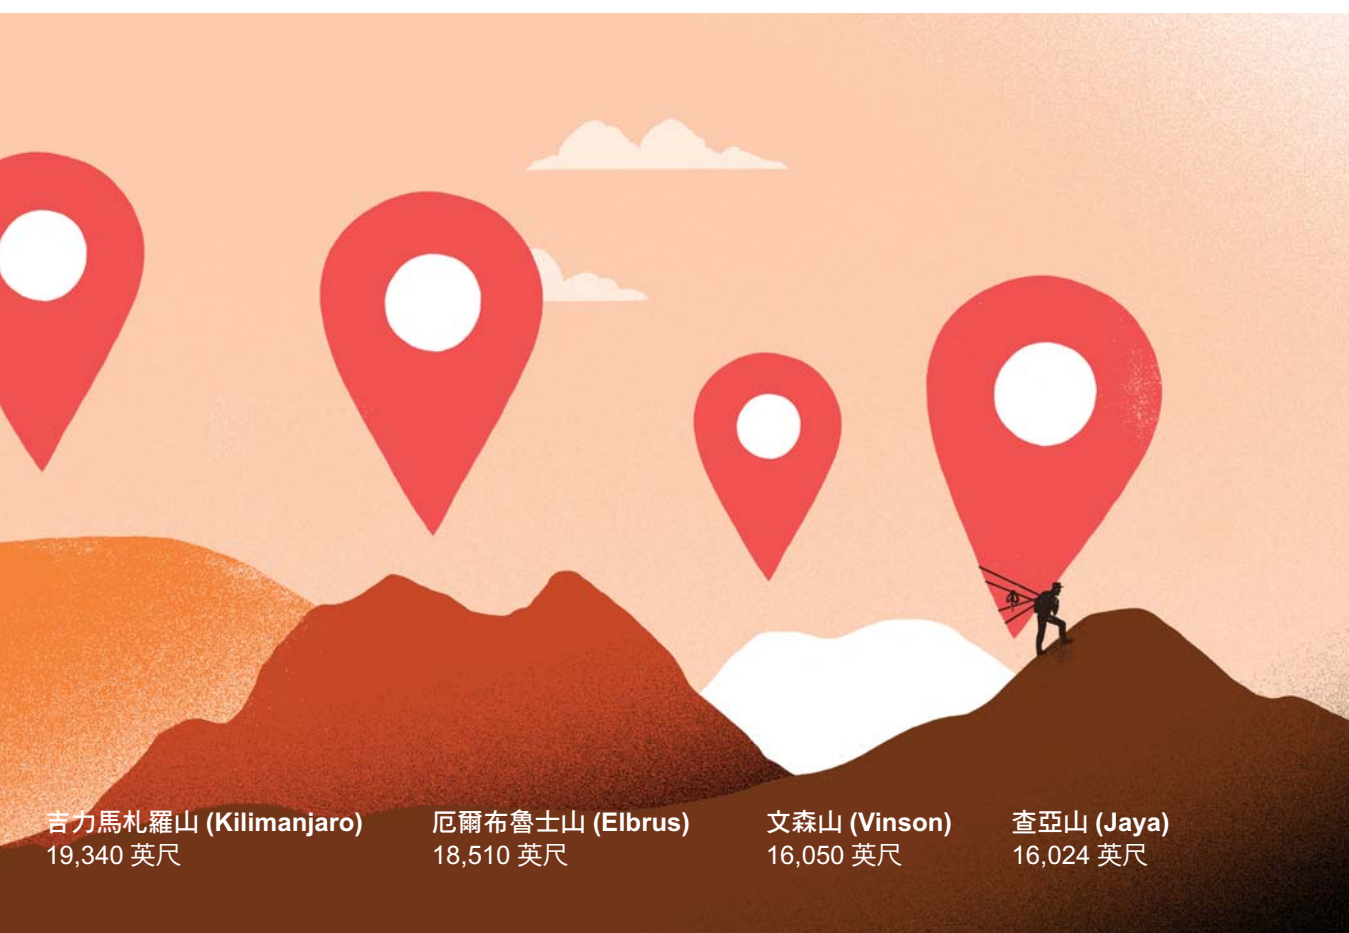 吉力馬札羅山 (Kilimanjaro)
19,340 英尺
厄爾布魯士山 (Elbrus)
18,510 英尺
文森山 (Vinson)
16,050 英尺
查亞山 (Jaya)
16,024 英尺